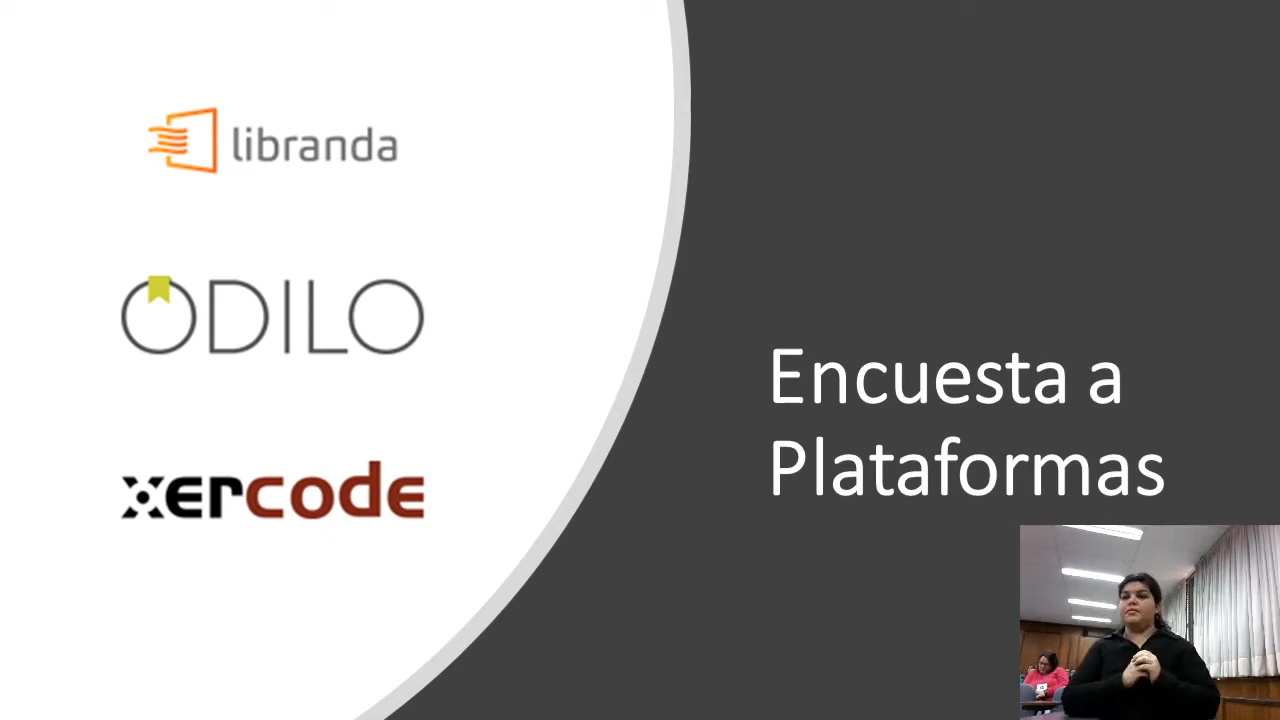 libranda
ODILO
xercode
Encuesta a
Plataformas